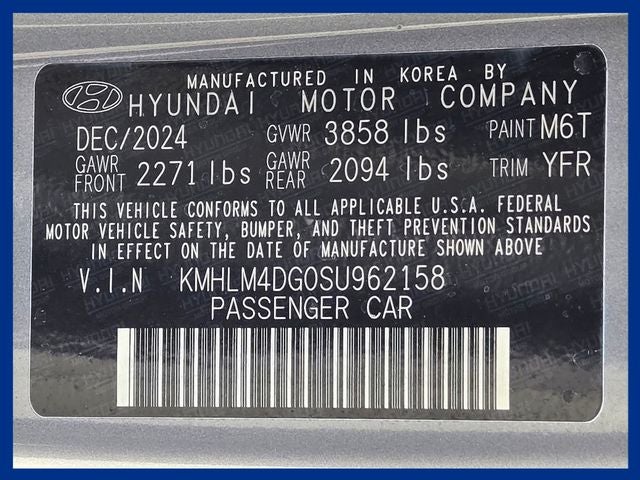 MANUFACTURED IN KOREA BY
HYUNDAI MOTOR COMPANY
DEC/2024 GVWR 3858 lbs PAINT M6T
GAWR FRONT 2271 lbs GAWR REAR 2094 lbs TRIM YFR
THIS VEHICLE CONFORMS TO ALL APPLICABLE U.S.A. FEDERAL
MOTOR VEHICLE SAFETY, BUMPER, AND THEFT PREVENTION STANDARDS
IN EFFECT ON THE DATE OF MANUFACTURE SHOWN ABOVE
V.I.N KMHLM4DG0SU962158
PASSENGER CAR